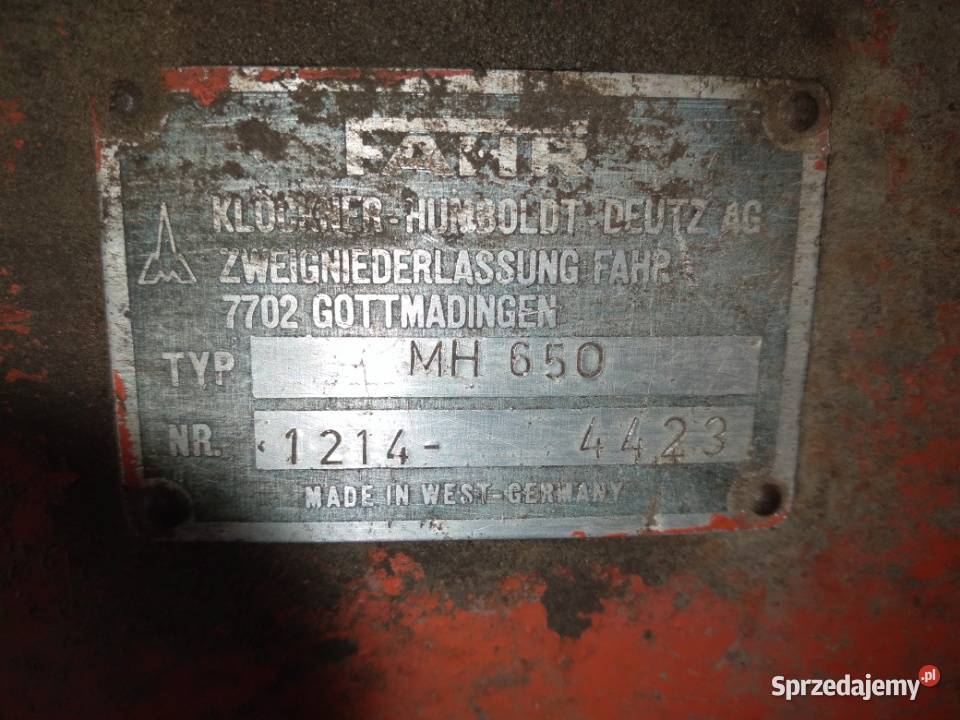 FAHR
KLÖCKNER-HUMBOLDT-DEUTZ AG
ZWEIGNIEDERLASSUNG FAHR
7702 GOTTMADINGEN
TYP MH 650
NR. 1214- 4423
MADE IN WEST-GERMANY
Sprzedajemy.pl